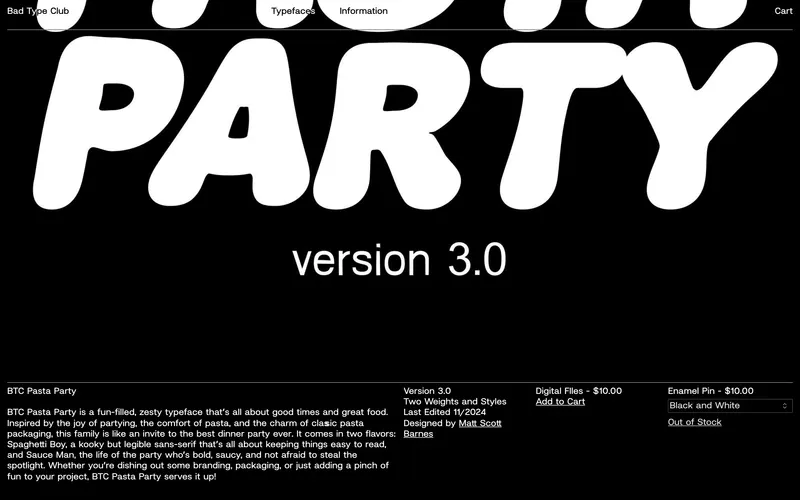 Bad Type Club
Typefaces
Information
Cart
PASTA
PARTY
version 3.0
BTC Pasta Party
BTC Pasta Party is a fun-filled, zesty typeface that's all about good times and great food.
Inspired by the joy of partying, the comfort of pasta, and the charm of classic pasta
packaging, this family is like an invite to the best dinner party ever. It comes in two flavors:
Spaghetti Boy, a kooky but legible sans-serif that's all about keeping things easy to read,
and Sauce Man, the life of the party who's bold, saucy, and not afraid to steal the
spotlight. Whether you're dishing out some branding, packaging, or just adding a pinch of
fun to your project, BTC Pasta Party serves it up!
Version 3.0
Two Weights and Styles
Last Edited 11/2024
Designed by Matt Scott
Barnes
Digital FIles - $10.00
Add to Cart
Enamel Pin - $10.00
Black and White
Out of Stock